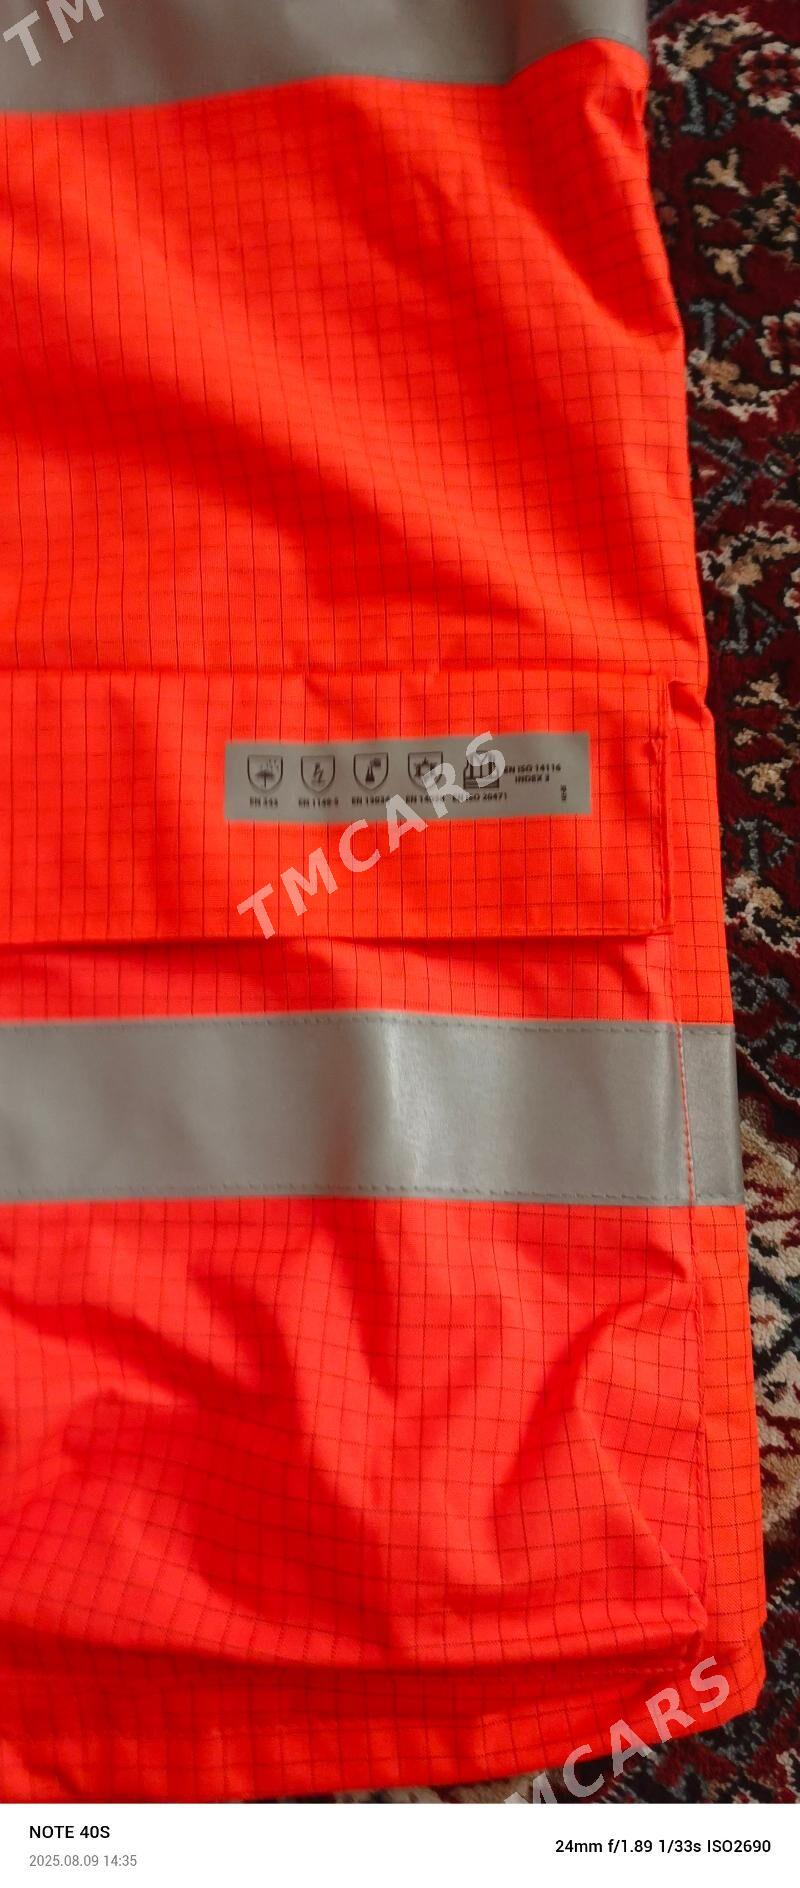 TM
EN 343
EN 1149-5
EN 13034
EN ISO 20471
EN ISO 14116
INDEX 3
TMCARS
TMCARS
NOTE 40S
2025.08.09 14:35
24mm f/1.89 1/33s ISO2690